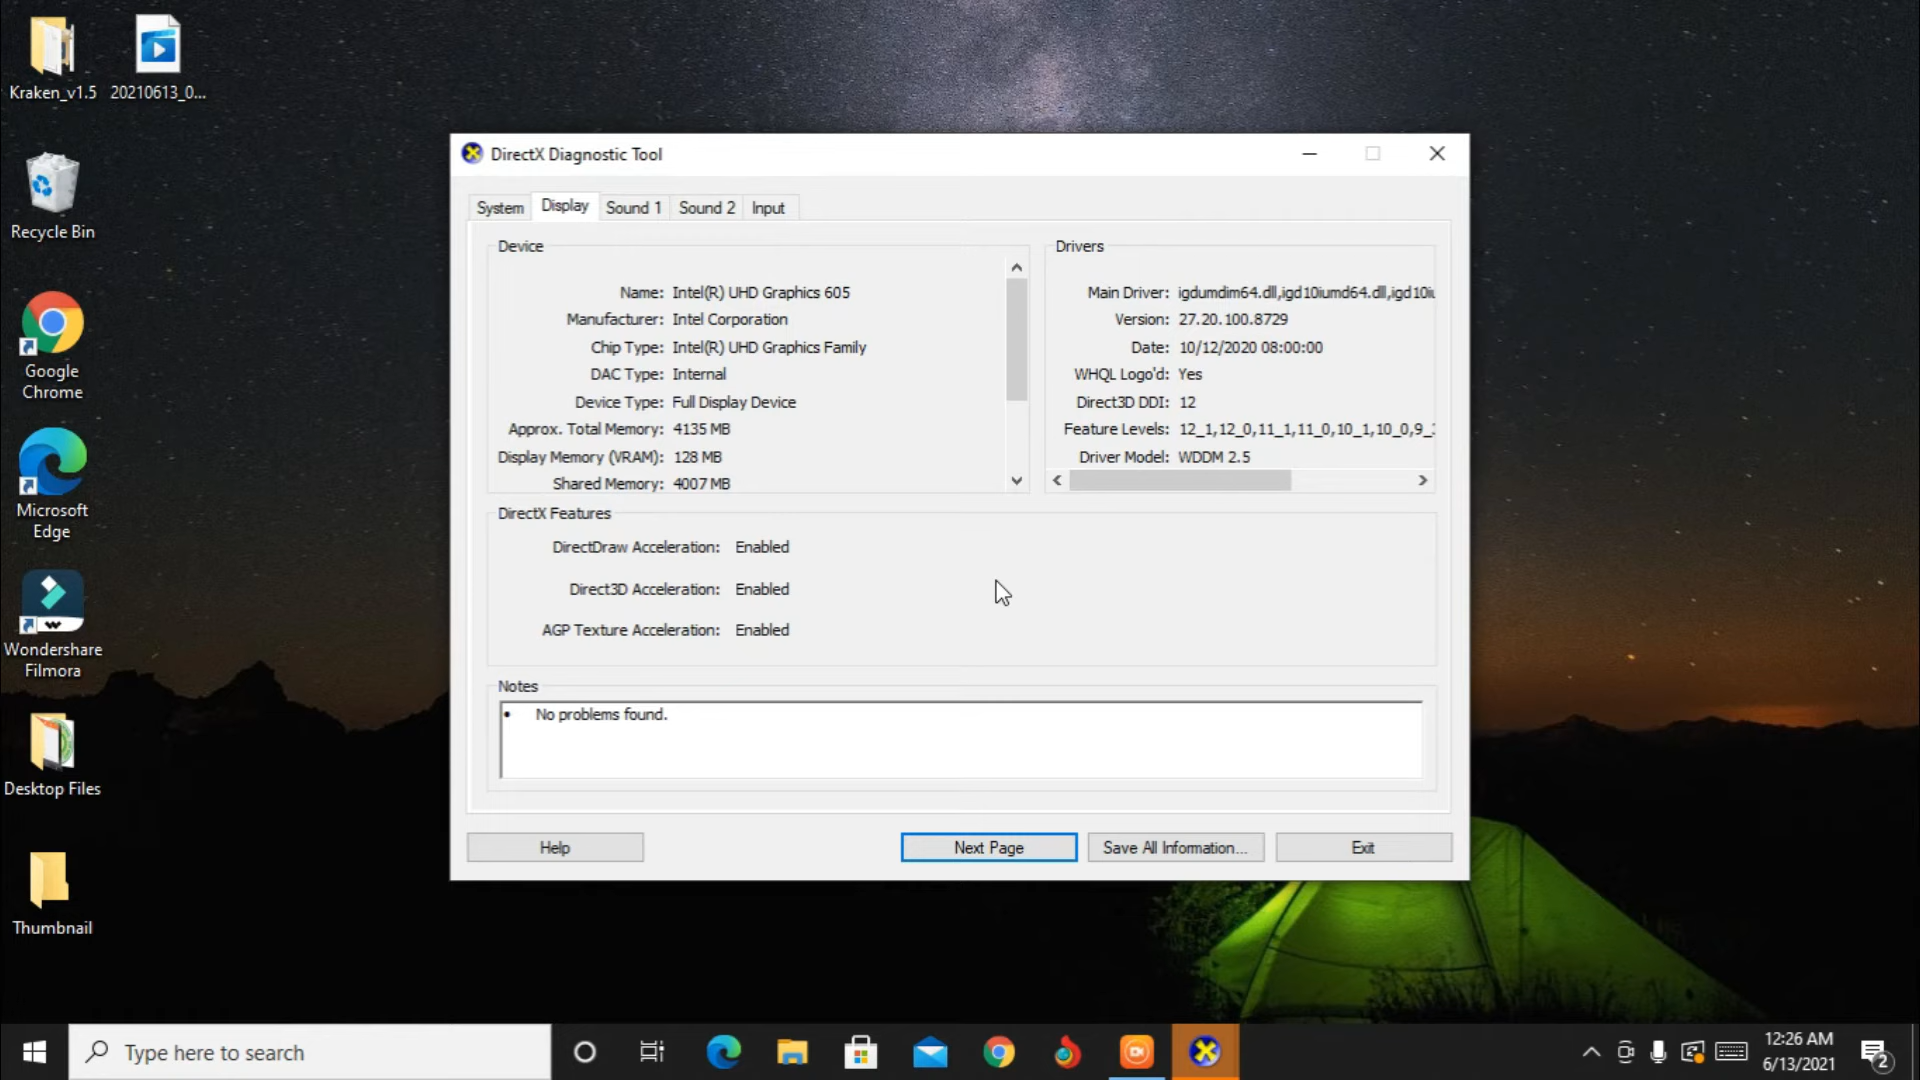 Kraken_v1.5
20210613_0...
Recycle Bin
Google
Chrome
Microsoft
Edge
Wondershare
Filmora
Desktop Files
Thumbnail
DirectX Diagnostic Tool
System Display Sound 1 Sound 2 Input
Device
Name: Intel(R) UHD Graphics 605
Manufacturer: Intel Corporation
Chip Type: Intel(R) UHD Graphics Family
DAC Type: Internal
Device Type: Full Display Device
Approx. Total Memory: 4135 MB
Display Memory (VRAM): 128 MB
Shared Memory: 4007 MB
Drivers
Main Driver: igdumdim64.dll,igd10iumd64.dll,igd10iu
Version: 27.20.100.8729
Date: 10/12/2020 08:00:00
WHQL Logo'd: Yes
Direct3D DDI: 12
Feature Levels: 12_1,12_0,11_1,11_0,10_1,10_0,9_3
Driver Model: WDDM 2.5
DirectX Features
DirectDraw Acceleration: Enabled
Direct3D Acceleration: Enabled
AGP Texture Acceleration: Enabled
Notes
• No problems found.
Help Next Page Save All Information... Exit
Type here to search
12:26 AM
6/13/2021
2